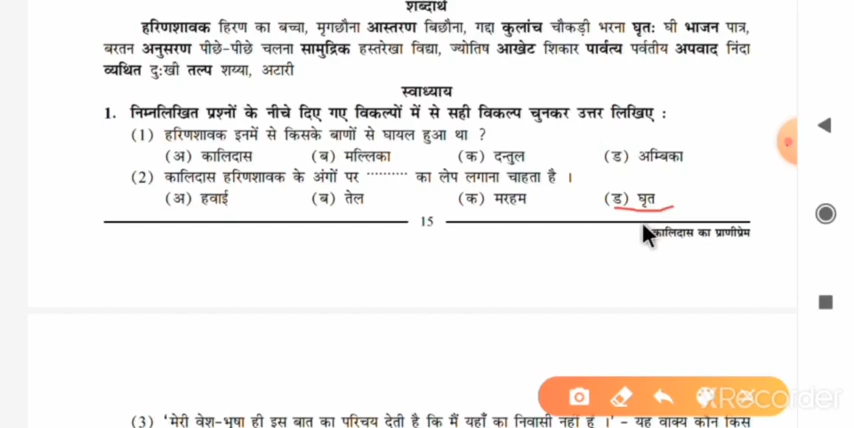 शब्दार्थ
हरिणशावक हिरण का बच्चा, मृगछौना आस्तरण बिछौना, गद्दा कुलांच चौकड़ी भरना घृतः घी भाजन पात्र,
बरतन अनुसरण पीछे-पीछे चलना सामुद्रिक हस्तरेखा विद्या, ज्योतिष आखेट शिकार पार्वत्य पर्वतीय अपवाद निंदा
व्यथित दुःखी तल्प शय्या, अटारी
स्वाध्याय
1. निम्नलिखित प्रश्नों के नीचे दिए गए विकल्पों में से सही विकल्प चुनकर उत्तर लिखिए :
(1) हरिणशावक इनमें से किसके बाणों से घायल हुआ था ?
(अ) कालिदास (ब) मल्लिका (क) दन्तुल (ड) अम्बिका
(2) कालिदास हरिणशावक के अंगों पर ·········· का लेप लगाना चाहता है ।
(अ) हवाई (ब) तेल (क) मरहम (ड) घृत
15
कालिदास का प्राणीप्रेम
Recorder
(3) 'मेरी वेश-भूषा ही इस बात का परिचय देती है कि मैं यहाँ का निवासी नहीं हूँ ।' - यह वाक्य कौन किस